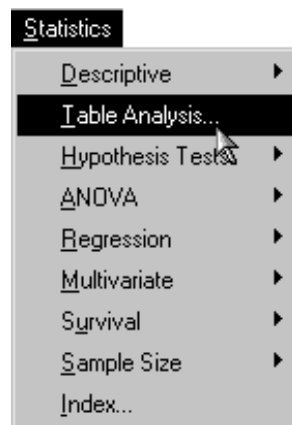 Statistics
Descriptive
Table Analysis...
Hypothesis Tests
ANOVA
Regression
Multivariate
Survival
Sample Size
Index...